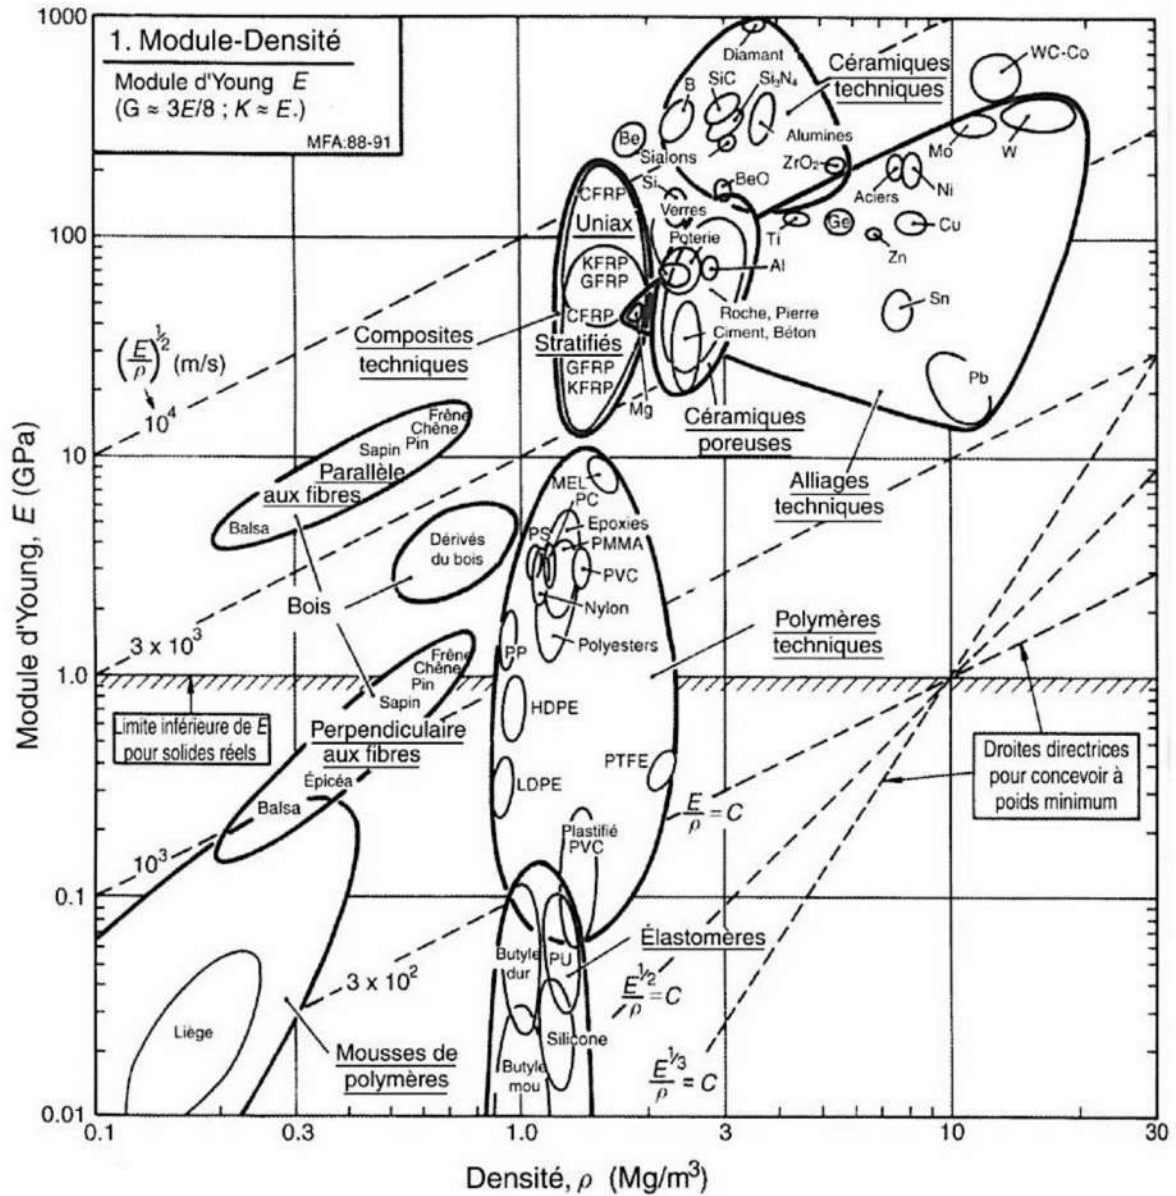 1. Module-Densité
Module d'Young E
(G ≈ 3E/8 ; K ≈ E.)
MFA:88-91
1000
100
10
1.0
0.1
0.01
Module d'Young, E (GPa)
0.1
0.3
1.0
3
10
30
Densité, ρ (Mg/m³)
Diamant
Céramiques
techniques
WC-Co
B
SiC
Si₃N₄
Alumines
Be
Sialons
Mo
W
ZrO₂
Si
BeO
Aciers
Ni
CFRP
Uniax
Verres
Poterie
Ti
Ge
Cu
Zn
Al
KFRP
GFRP
CFRP
Stratifiés
GFRP
KFRP
Mg
Roche, Pierre
Ciment, Béton
Sn
Pb
Composites
techniques
Céramiques
poreuses
Alliages
techniques
(E/ρ)^1/2 (m/s)
10⁴
Frêne
Chêne
Pin
Sapin
Parallèle
aux fibres
Balsa
Dérivés
du bois
Bois
MEL
PC
PS
Epoxies
PMMA
PVC
Nylon
Polyesters
PP
HDPE
LDPE
PTFE
Plastifié
PVC
Polymères
techniques
3 x 10³
Limite inférieure de E
pour solides réels
Frêne
Chêne
Pin
Sapin
Perpendiculaire
aux fibres
Épicéa
Balsa
10³
Droites directrices
pour concevoir à
poids minimum
E/ρ = C
E^1/2/ρ = C
E^1/3/ρ = C
3 x 10²
Élastomères
Butyle
dur
PU
Silicone
Butyle
mou
Liège
Mousses de
polymères